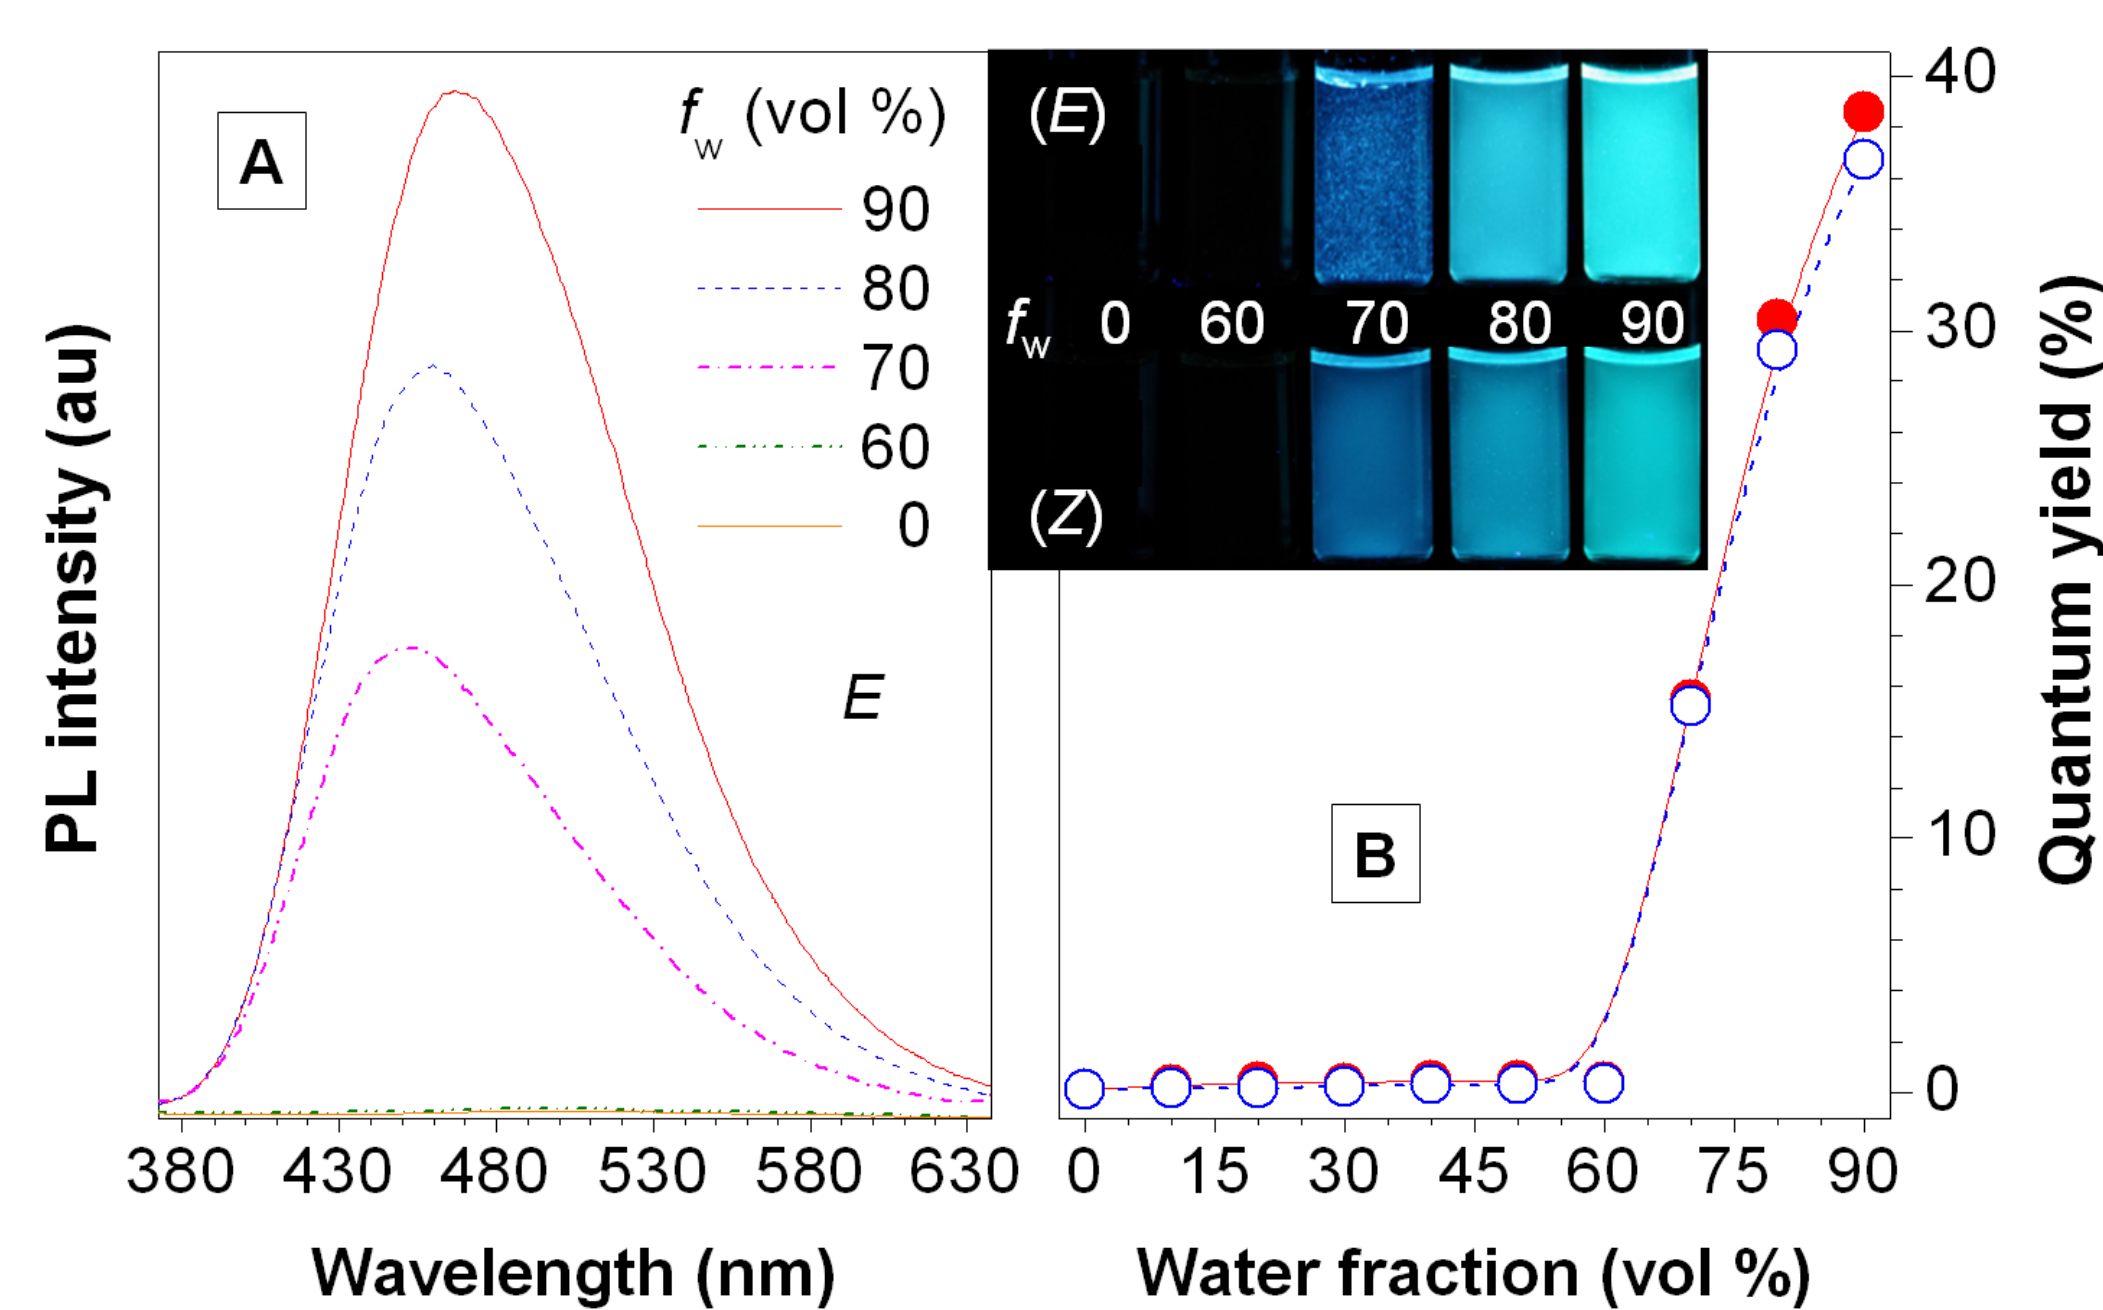 A
f_w (vol %)
90
80
70
60
0
E
PL intensity (au)
380 430 480 530 580 630
Wavelength (nm)
(E)
f_w 0 60 70 80 90
(Z)
B
40
30
20
10
0
Quantum yield (%)
0 15 30 45 60 75 90
Water fraction (vol %)